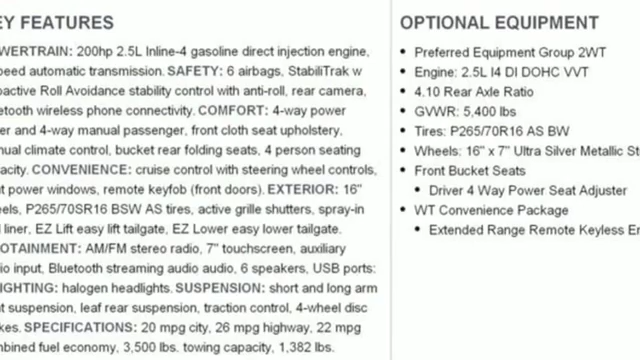 EY FEATURES
WERTRAIN: 200hp 2.5L Inline-4 gasoline direct injection engine,
peed automatic transmission. SAFETY: 6 airbags, StabiliTrak w
oactive Roll Avoidance stability control with anti-roll, rear camera,
etooth wireless phone connectivity. COMFORT: 4-way power
er and 4-way manual passenger, front cloth seat upholstery,
nual climate control, bucket rear folding seats, 4 person seating
acity. CONVENIENCE: cruise control with steering wheel controls,
nt power windows, remote keyfob (front doors). EXTERIOR: 16"
eels, P265/70SR16 BSW AS tires, active grille shutters, spray-in
d liner, EZ Lift easy lift tailgate, EZ Lower easy lower tailgate.
OTAINMENT: AM/FM stereo radio, 7" touchscreen, auxiliary
io input, Bluetooth streaming audio audio, 6 speakers, USB ports:
IGHTING: halogen headlights. SUSPENSION: short and long arm
nt suspension, leaf rear suspension, traction control, 4-wheel disc
kes. SPECIFICATIONS: 20 mpg city, 26 mpg highway, 22 mpg
mbined fuel economy, 3,500 lbs. towing capacity, 1,382 lbs.
OPTIONAL EQUIPMENT
• Preferred Equipment Group 2WT
• Engine: 2.5L I4 DI DOHC VVT
• 4.10 Rear Axle Ratio
• GVWR: 5,400 lbs
• Tires: P265/70R16 AS BW
• Wheels: 16" x 7" Ultra Silver Metallic St
• Front Bucket Seats
• Driver 4 Way Power Seat Adjuster
• WT Convenience Package
• Extended Range Remote Keyless En